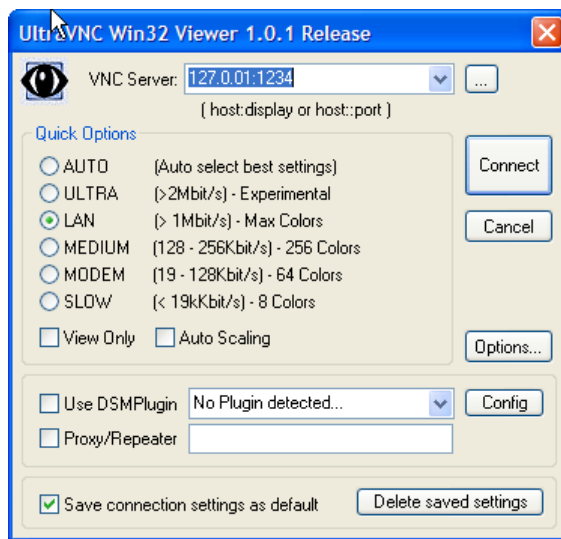 UltraVNC Win32 Viewer 1.0.1 Release
VNC Server: 127.0.01:1234 ...
( host:display or host::port )
Quick Options
AUTO (Auto select best settings)
ULTRA (>2Mbit/s) - Experimental
LAN (> 1Mbit/s) - Max Colors
MEDIUM (128 - 256Kbit/s) - 256 Colors
MODEM (19 - 128Kbit/s) - 64 Colors
SLOW (< 19kKbit/s) - 8 Colors
View Only Auto Scaling
Connect
Cancel
Options...
Use DSMPlugin No Plugin detected... Config
Proxy/Repeater
Save connection settings as default Delete saved settings